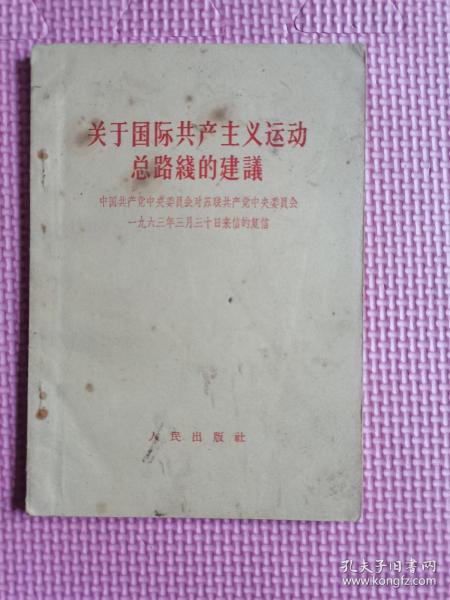 关于国际共产主义运动
总路綫的建議
中国共产党中央委員会对苏联共产党中央委員会
一九六三年三月三十日来信的复信
人民出版社
孔夫子旧书网
www.kongfz.com